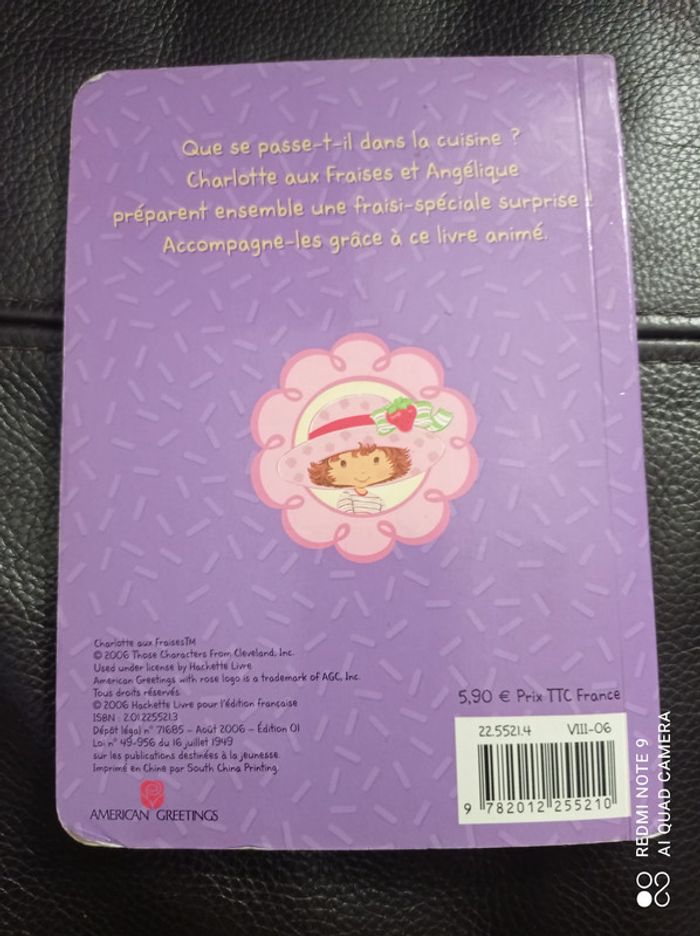 Que se passe-t-il dans la cuisine ?
Charlotte aux Fraises et Angélique
préparent ensemble une fraisi-spéciale surprise !
Accompagne-les grâce à ce livre animé.
Charlotte aux Fraises™
© 2006 Those Characters From Cleveland, Inc.
Used under license by Hachette Livre
American Greetings with rose logo is a trademark of AGC, Inc.
Tous droits réservés
© 2006 Hachette Livre pour l'édition française
ISBN : 2.01.225521.3
Dépôt légal n° 71685 - Août 2006 - Édition 01
Loi n° 49-956 du 16 juillet 1949
sur les publications destinées à la jeunesse.
Imprimé en Chine par South China Printing.
AMERICAN GREETINGS
5,90 € Prix TTC France
22.5521.4 VIII-06
9 782012 255210
REDMI NOTE 9
AI QUAD CAMERA